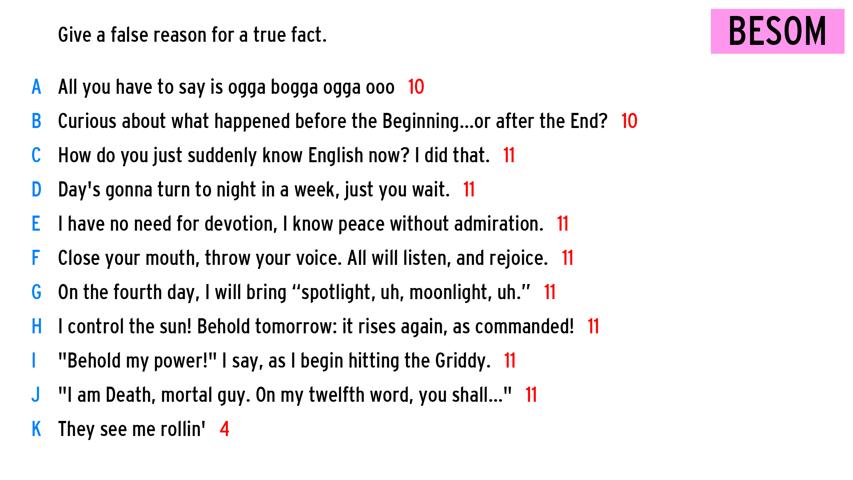 Give a false reason for a true fact.
BESOM
A All you have to say is ogga bogga ogga ooo 10
B Curious about what happened before the Beginning...or after the End? 10
C How do you just suddenly know English now? I did that. 11
D Day's gonna turn to night in a week, just you wait. 11
E I have no need for devotion, I know peace without admiration. 11
F Close your mouth, throw your voice. All will listen, and rejoice. 11
G On the fourth day, I will bring “spotlight, uh, moonlight, uh.” 11
H I control the sun! Behold tomorrow: it rises again, as commanded! 11
I "Behold my power!" I say, as I begin hitting the Griddy. 11
J "I am Death, mortal guy. On my twelfth word, you shall..." 11
K They see me rollin' 4